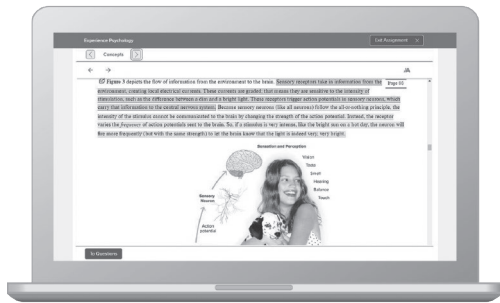 Experience Psychology
Exit Assignment
Concepts
Page 93
Figure 3 depicts the flow of information from the environment to the brain. Sensory receptors take in information from the
environment, creating local electrical currents. These currents are graded; that means they are sensitive to the intensity of
stimulation, such as the difference between a dim and a bright light. These receptors trigger action potentials in sensory neurons, which
carry that information to the central nervous system. Because sensory neurons (like all neurons) follow the all-or-nothing principle, the
intensity of the stimulus cannot be communicated to the brain by changing the strength of the action potential. Instead, the receptor
varies the frequency of action potentials sent to the brain. So, if a stimulus is very intense, like the bright sun on a hot day, the neuron will
fire more frequently (but with the same strength) to let the brain know that the light is indeed very, very bright.
Sensation and Perception
Vision
Taste
Smell
Hearing
Balance
Touch
Sensory
Neuron
Action
potential
To Questions